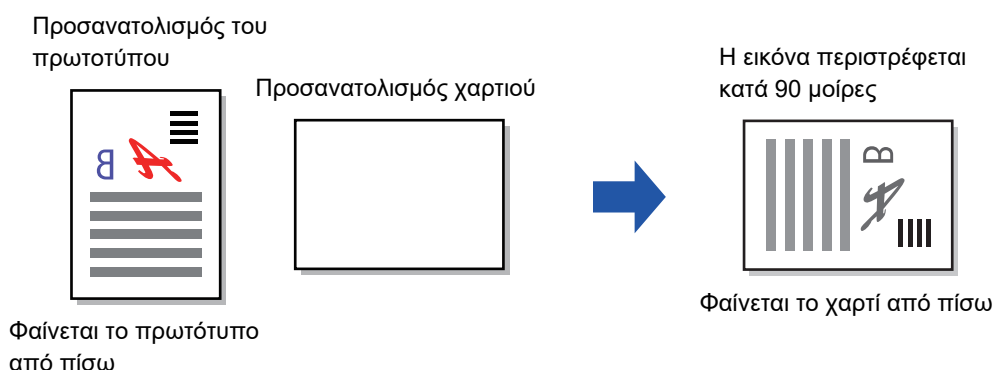 Προσανατολισμός του
πρωτοτύπου
Προσανατολισμός χαρτιού
Η εικόνα περιστρέφεται
κατά 90 μοίρες
B A
B A
Φαίνεται το πρωτότυπο
από πίσω
Φαίνεται το χαρτί από πίσω